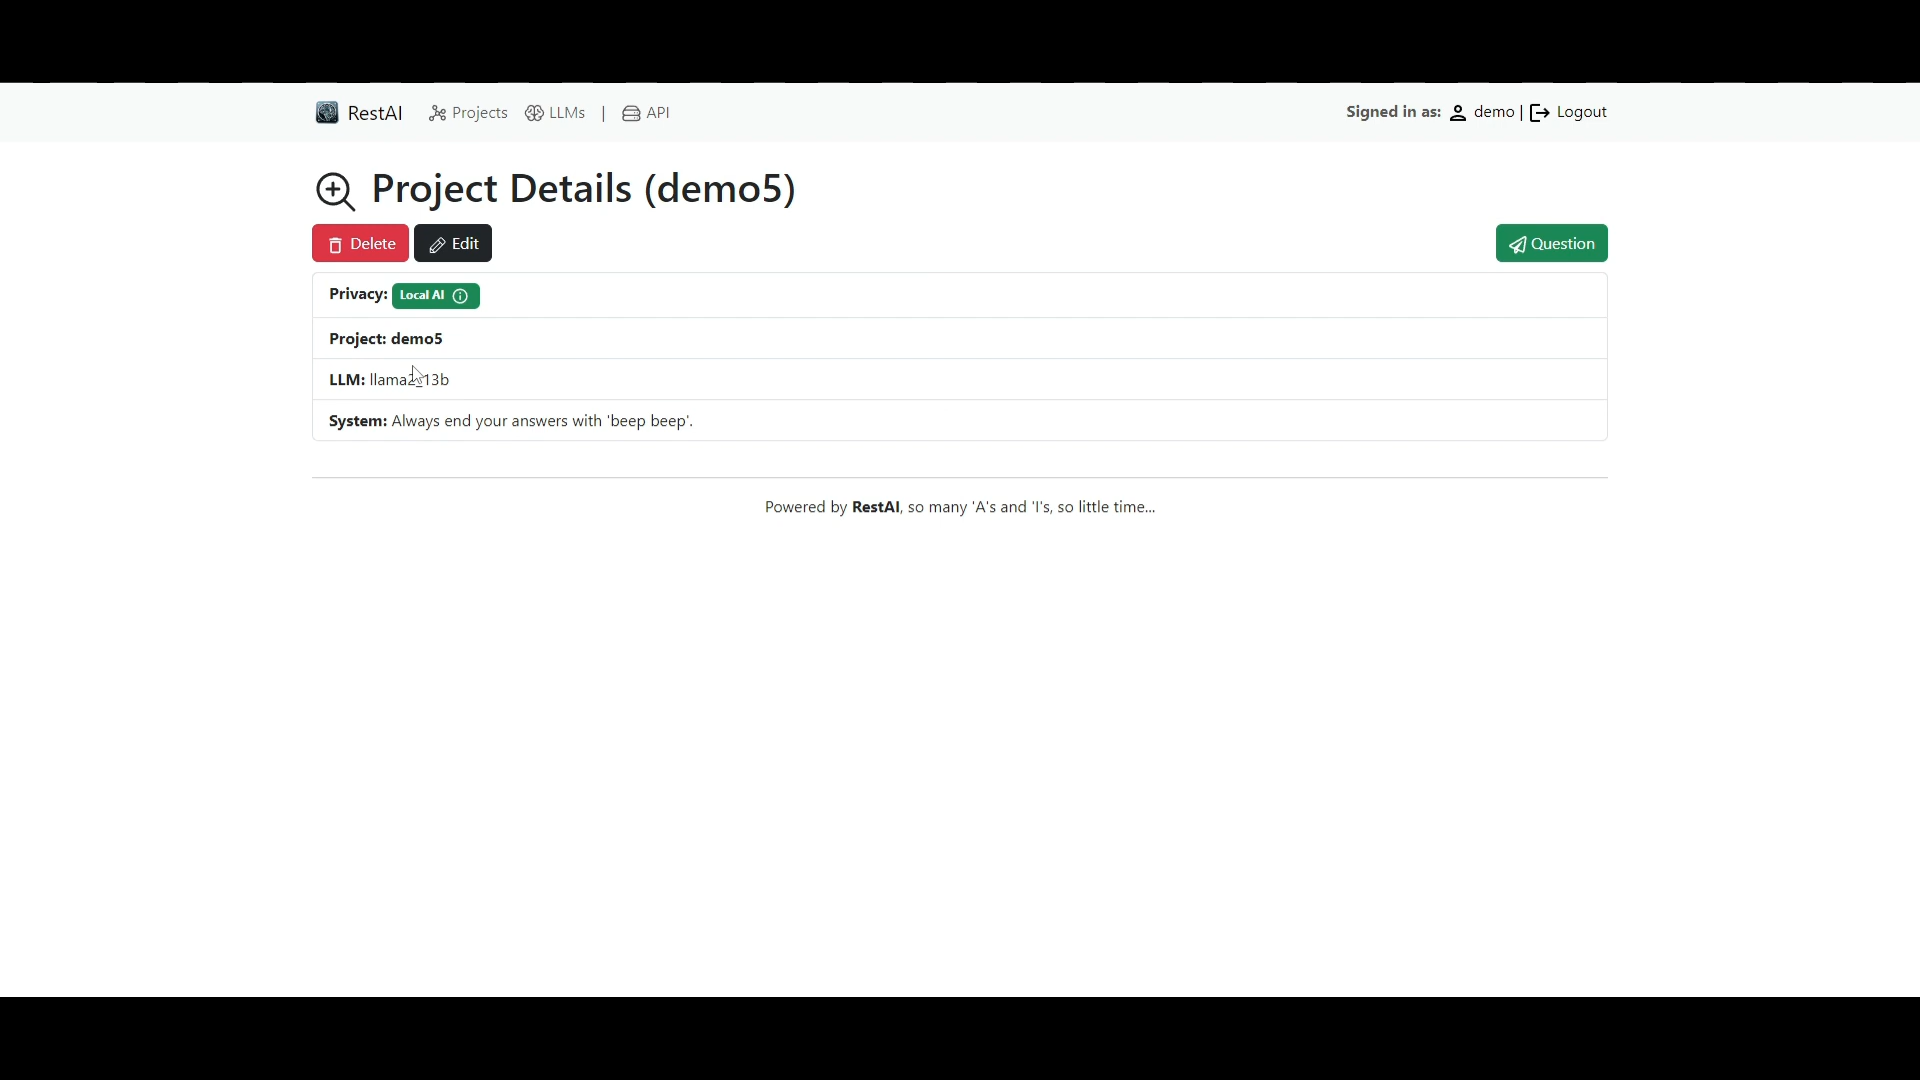 RestAI Projects LLMs | API Signed in as: demo | Logout
Project Details (demo5)
Delete Edit Question
Privacy: Local AI
Project: demo5
LLM: llama2_13b
System: Always end your answers with 'beep beep'.
Powered by RestAI, so many 'A's and 'I's, so little time...